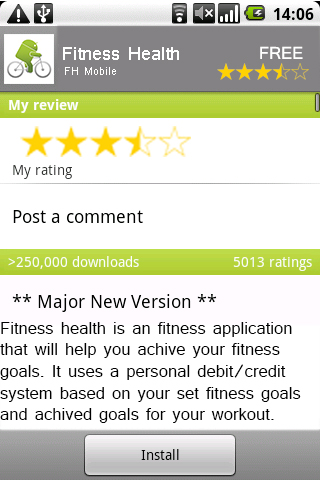 14:06
Fitness Health
FREE
FH Mobile
My review
My rating
Post a comment
>250,000 downloads
5013 ratings
** Major New Version **
Fitness health is an fitness application
that will help you achive your fitness
goals. It uses a personal debit/credit
system based on your set fitness goals
and achived goals for your workout.
Install